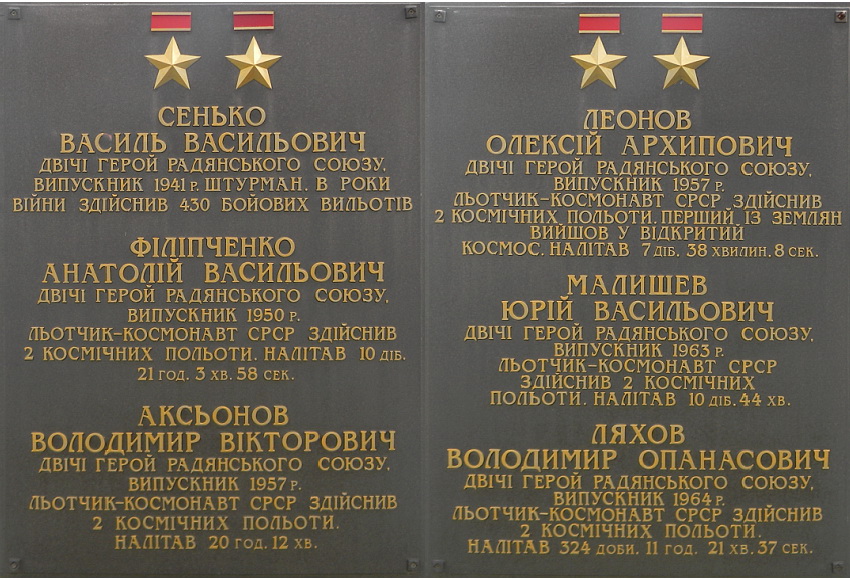 СЕНЬКО
ВАСИЛЬ ВАСИЛЬОВИЧ
ДВІЧІ ГЕРОЙ РАДЯНСЬКОГО СОЮЗУ,
ВИПУСКНИК 1941 Р. ШТУРМАН. В РОКИ
ВІЙНИ ЗДІЙСНИВ 430 БОЙОВИХ ВИЛЬОТІВ
ФІЛІПЧЕНКО
АНАТОЛІЙ ВАСИЛЬОВИЧ
ДВІЧІ ГЕРОЙ РАДЯНСЬКОГО СОЮЗУ,
ВИПУСКНИК 1950 Р.
ЛЬОТЧИК-КОСМОНАВТ СРСР ЗДІЙСНИВ
2 КОСМІЧНИХ ПОЛЬОТИ. НАЛІТАВ 10 ДІБ.
21 ГОД. 3 ХВ. 58 СЕК.
АКСЬОНОВ
ВОЛОДИМИР ВІКТОРОВИЧ
ДВІЧІ ГЕРОЙ РАДЯНСЬКОГО СОЮЗУ,
ВИПУСКНИК 1957 Р.
ЛЬОТЧИК-КОСМОНАВТ СРСР ЗДІЙСНИВ
2 КОСМІЧНИХ ПОЛЬОТИ.
НАЛІТАВ 20 ГОД. 12 ХВ.
ЛЕОНОВ
ОЛЕКСІЙ АРХИПОВИЧ
ДВІЧІ ГЕРОЙ РАДЯНСЬКОГО СОЮЗУ,
ВИПУСКНИК 1957 Р.
ЛЬОТЧИК-КОСМОНАВТ СРСР ЗДІЙСНИВ
2 КОСМІЧНИХ ПОЛЬОТИ. ПЕРШИЙ ІЗ ЗЕМЛЯН
ВИЙШОВ У ВІДКРИТИЙ
КОСМОС. НАЛІТАВ 7 ДІБ. 38 ХВИЛИН. 8 СЕК.
МАЛИШЕВ
ЮРІЙ ВАСИЛЬОВИЧ
ДВІЧІ ГЕРОЙ РАДЯНСЬКОГО СОЮЗУ,
ВИПУСКНИК 1963 Р.
ЛЬОТЧИК-КОСМОНАВТ СРСР
ЗДІЙСНИВ 2 КОСМІЧНИХ
ПОЛЬОТИ. НАЛІТАВ 10 ДІБ. 44 ХВ.
ЛЯХОВ
ВОЛОДИМИР ОПАНАСОВИЧ
ДВІЧІ ГЕРОЙ РАДЯНСЬКОГО СОЮЗУ,
ВИПУСКНИК 1964 Р.
ЛЬОТЧИК-КОСМОНАВТ СРСР ЗДІЙСНИВ
2 КОСМІЧНИХ ПОЛЬОТИ.
НАЛІТАВ 324 ДОБИ. 11 ГОД. 21 ХВ. 37 СЕК.